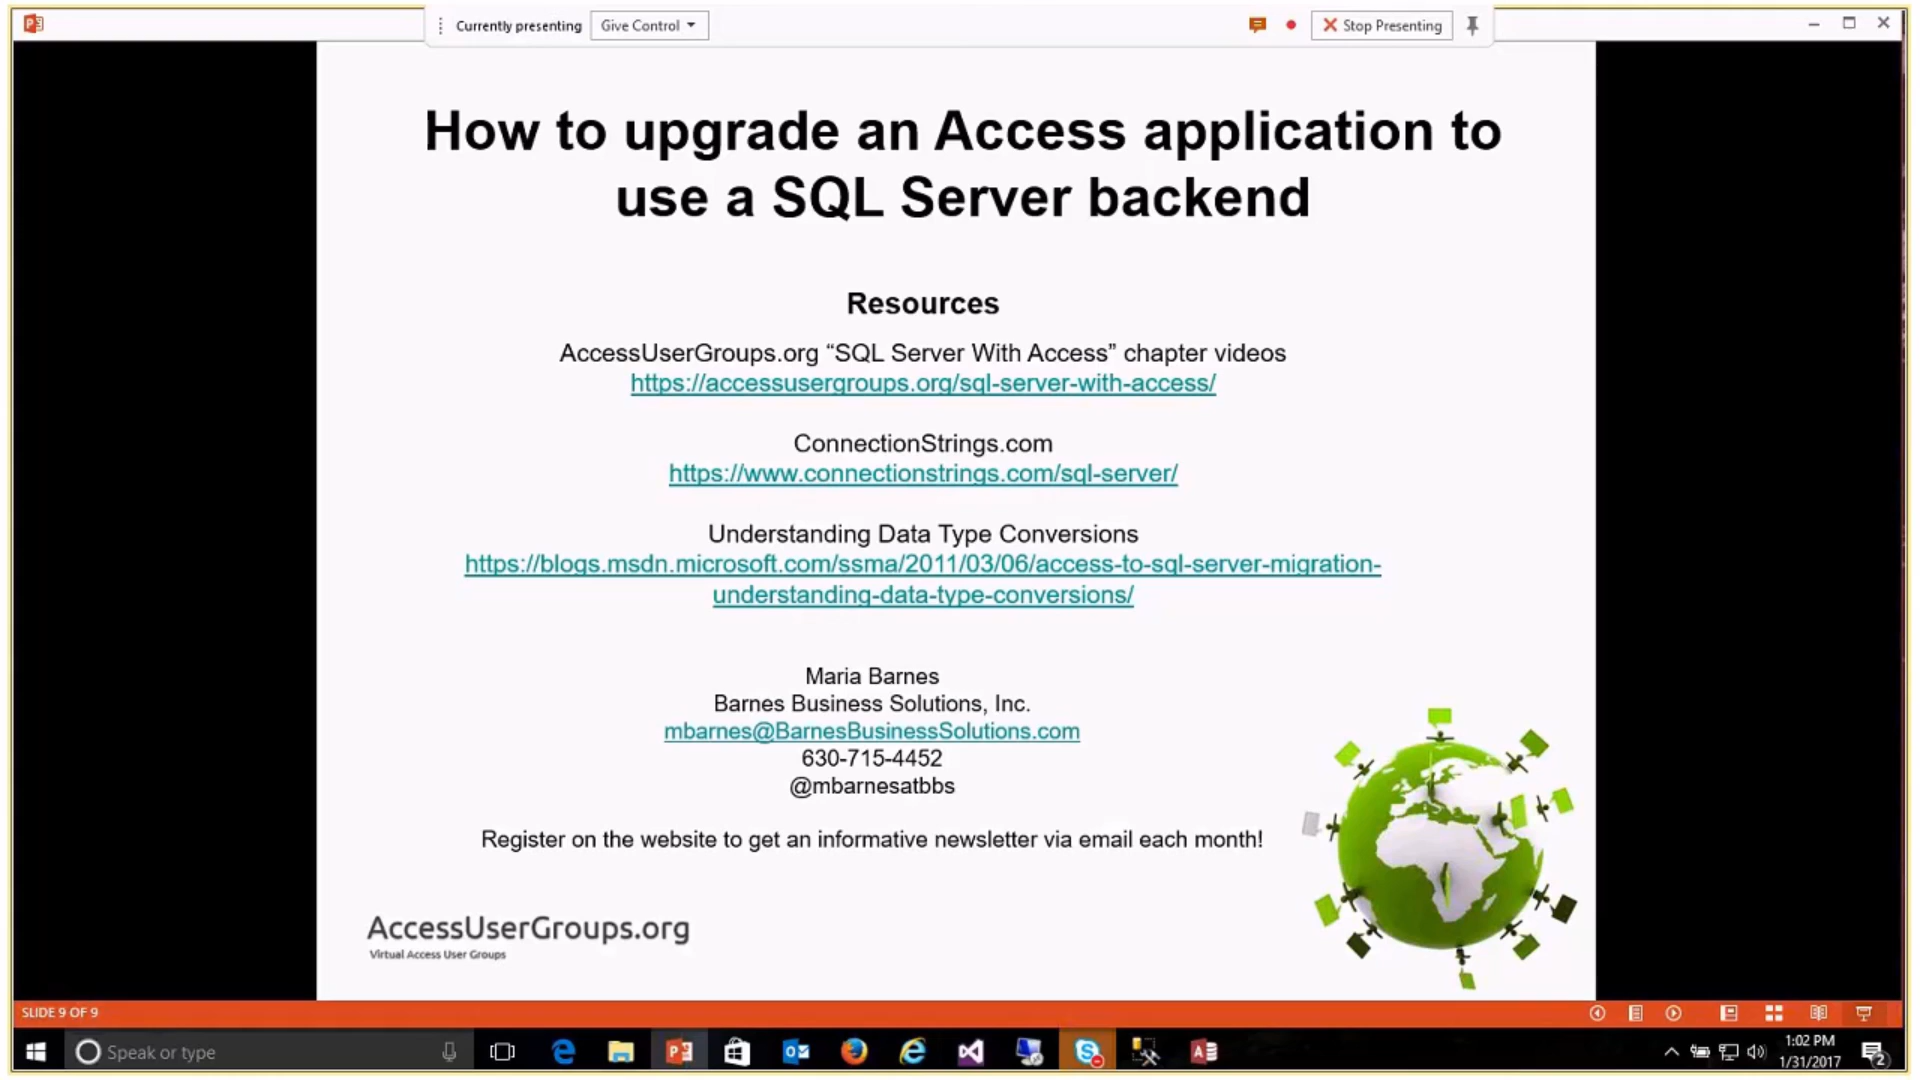 Currently presenting
Give Control
Stop Presenting
How to upgrade an Access application to
use a SQL Server backend
Resources
AccessUserGroups.org “SQL Server With Access” chapter videos
https://accessusergroups.org/sql-server-with-access/
ConnectionStrings.com
https://www.connectionstrings.com/sql-server/
Understanding Data Type Conversions
https://blogs.msdn.microsoft.com/ssma/2011/03/06/access-to-sql-server-migration-
understanding-data-type-conversions/
Maria Barnes
Barnes Business Solutions, Inc.
mbarnes@BarnesBusinessSolutions.com
630-715-4452
@mbarnesatbbs
Register on the website to get an informative newsletter via email each month!
AccessUserGroups.org
Virtual Access User Groups
SLIDE 9 OF 9
Speak or type
1:02 PM
1/31/2017
2